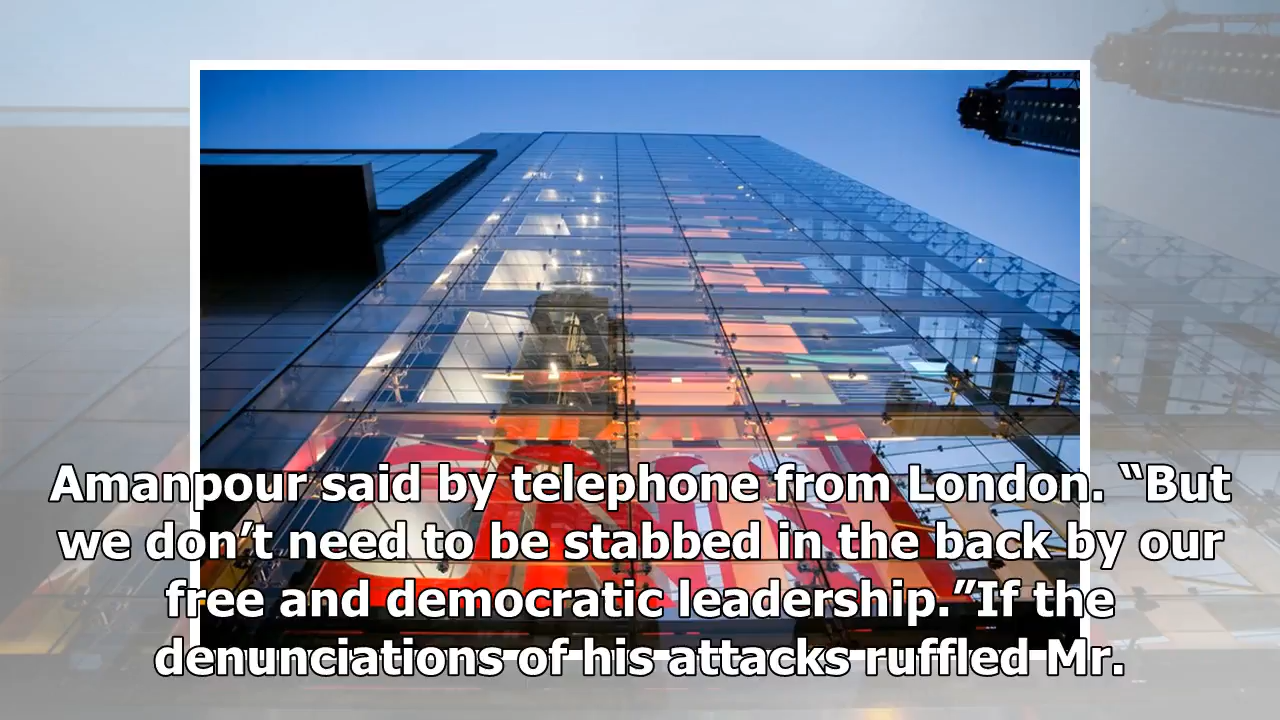 Amanpour said by telephone from London. “But
we don’t need to be stabbed in the back by our
free and democratic leadership.”If the
denunciations of his attacks ruffled Mr.